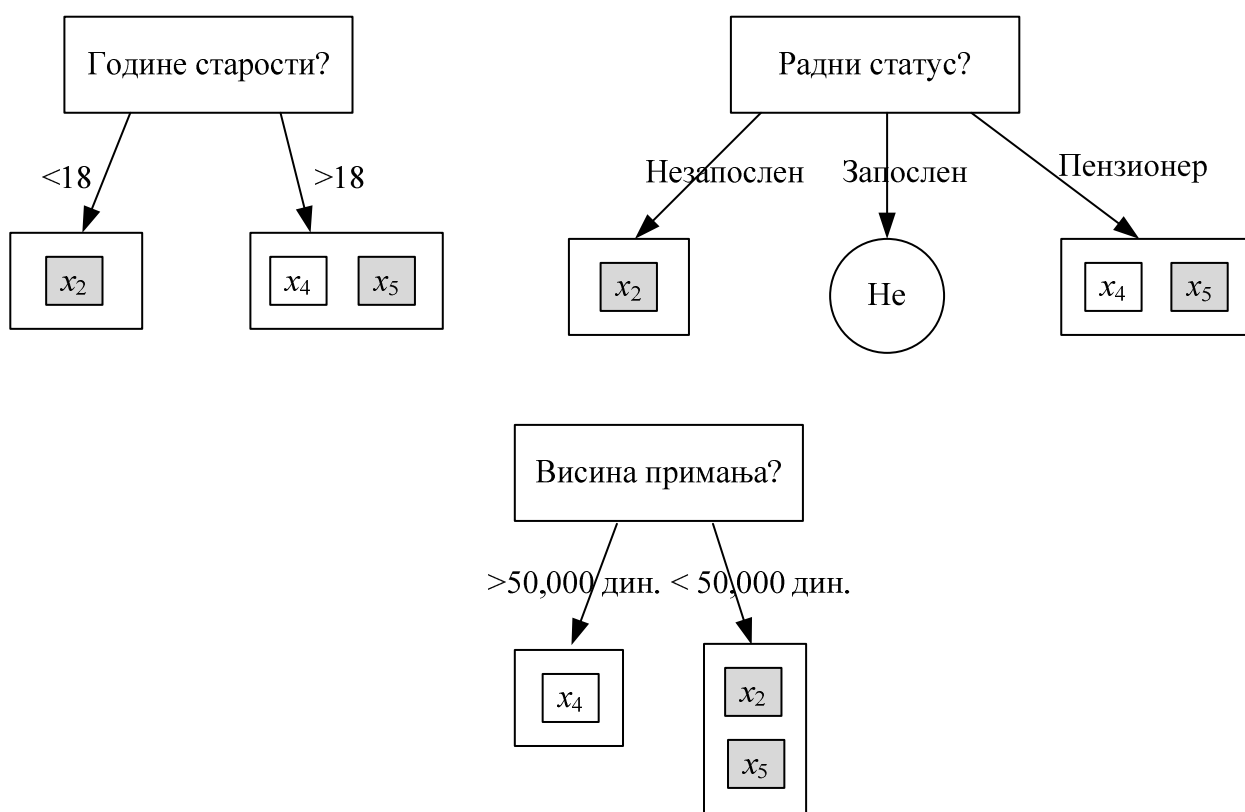 Године старости?
Радни статус?
<18
>18
Незапослен
Запослен
Пензионер
x₂
x₄
x₅
x₂
Не
x₄
x₅
Висина примања?
>50,000 дин.
< 50,000 дин.
x₄
x₂
x₅